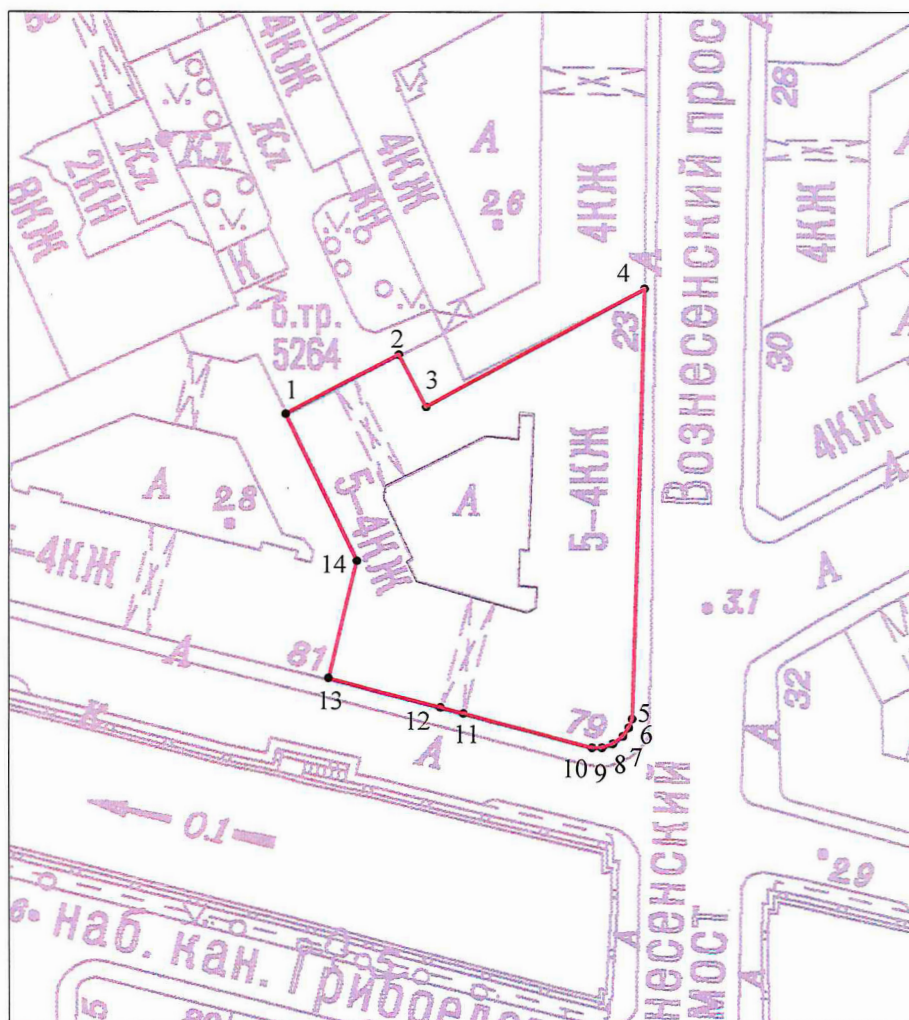 4КЖ
Кл
Кл
Кл
2КН
8КЖ
4КЖ
КН
К
А
2.6
4КЖ
А
Вознесенский прос
28
4КЖ
30
4КЖ
А
б.тр.
5264
23
1
2
3
4
А
2.8
-4КЖ
5-4КЖ
А
5-4КЖ
14
А
3.1
81
А
13
12
11
79
10
9
8
7
6
5
А
К
32
А
0.1
несенский
мост
2.9
наб. кан. Грибоед
А
А